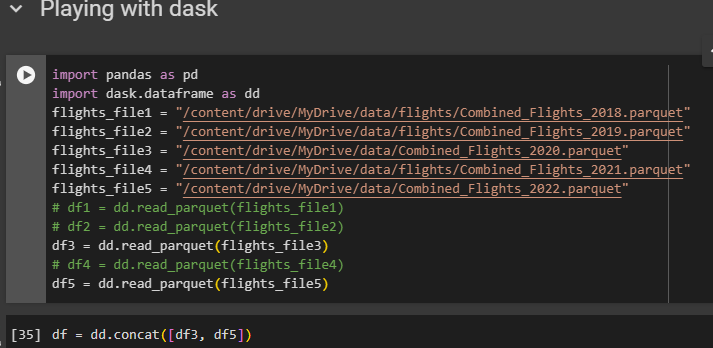 Playing with dask
import pandas as pd
import dask.dataframe as dd
flights_file1 = "/content/drive/MyDrive/data/flights/Combined_Flights_2018.parquet"
flights_file2 = "/content/drive/MyDrive/data/flights/Combined_Flights_2019.parquet"
flights_file3 = "/content/drive/MyDrive/data/Combined_Flights_2020.parquet"
flights_file4 = "/content/drive/MyDrive/data/flights/Combined_Flights_2021.parquet"
flights_file5 = "/content/drive/MyDrive/data/Combined_Flights_2022.parquet"
# df1 = dd.read_parquet(flights_file1)
# df2 = dd.read_parquet(flights_file2)
df3 = dd.read_parquet(flights_file3)
# df4 = dd.read_parquet(flights_file4)
df5 = dd.read_parquet(flights_file5)
[35] df = dd.concat([df3, df5])